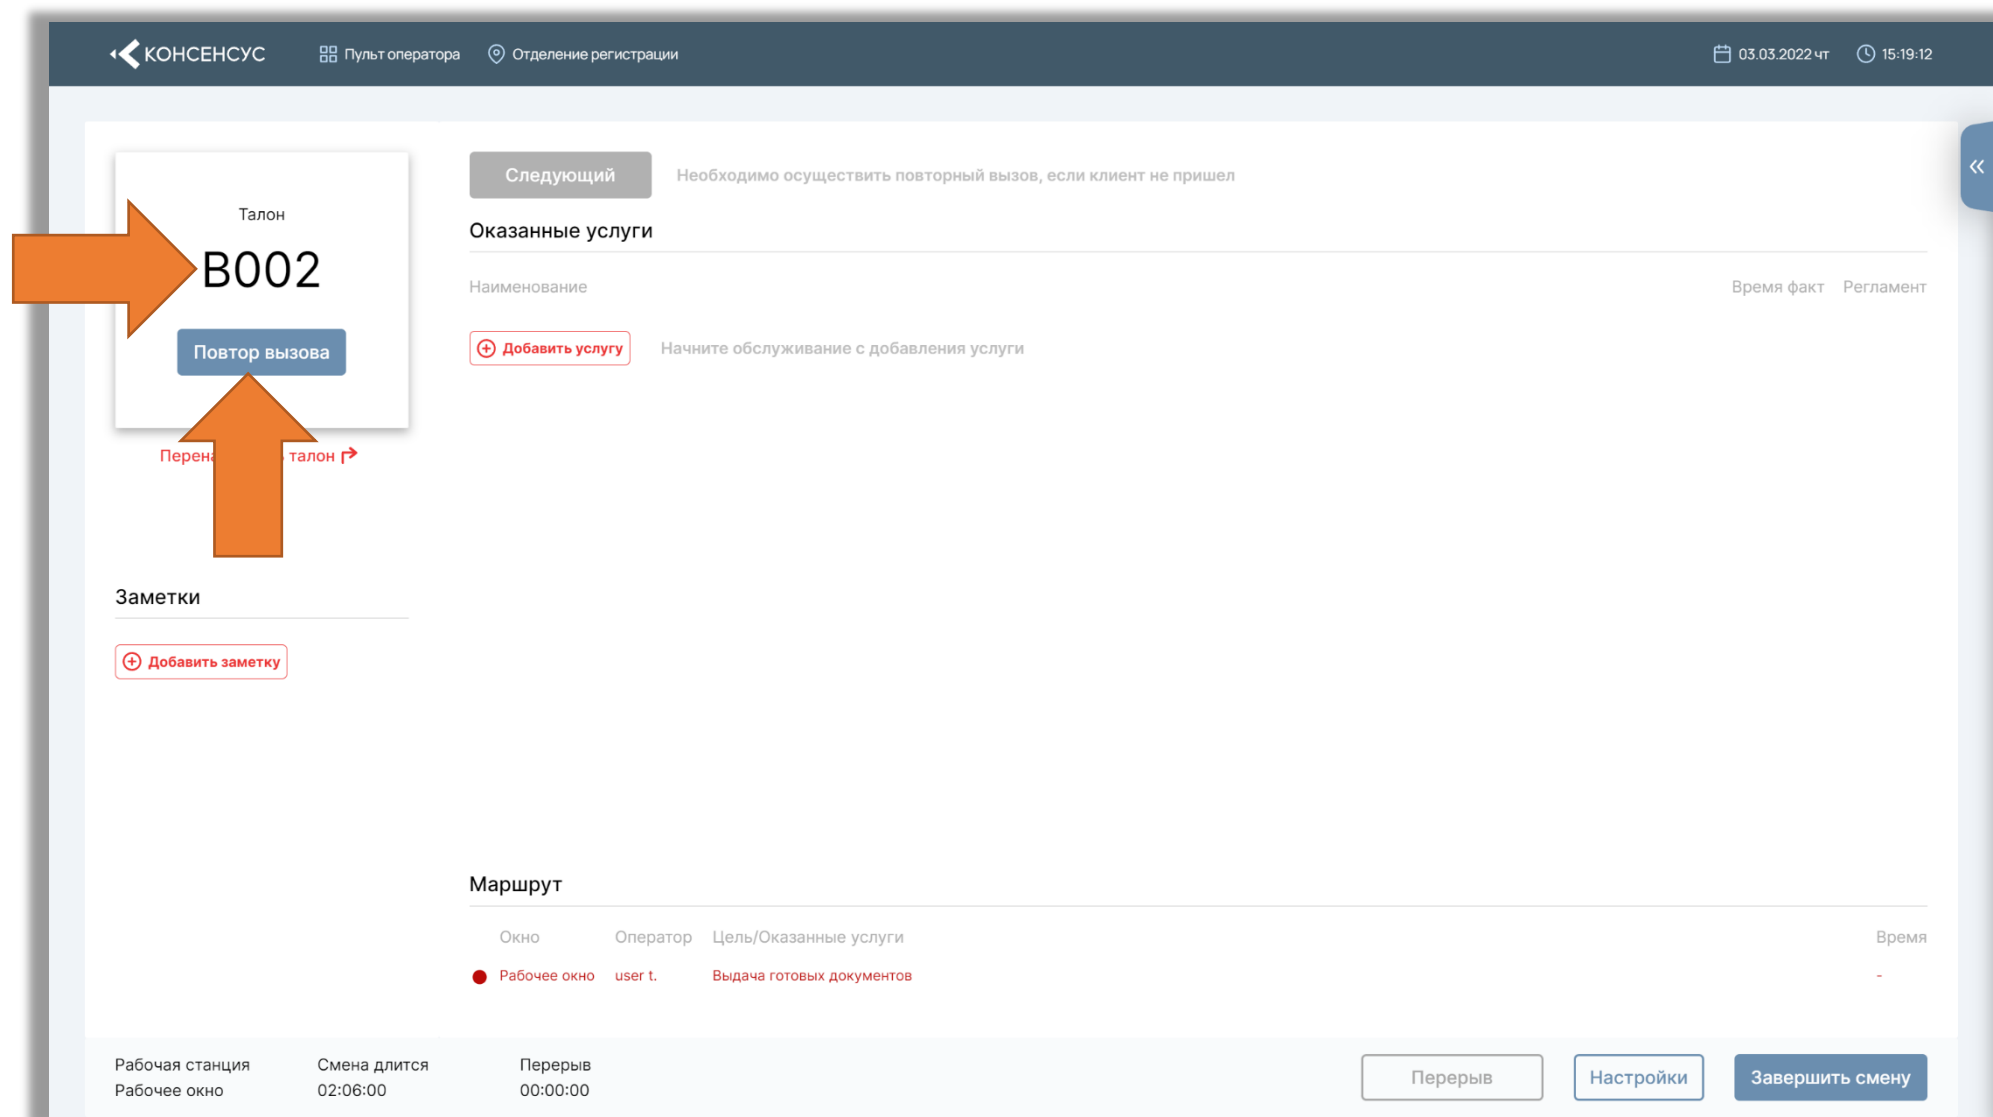 КОНСЕНСУС
Пульт оператора
Отделение регистрации
03.03.2022 чт
15:19:12
Талон
B002
Повтор вызова
талон
Заметки
Добавить заметку
Следующий
Необходимо осуществить повторный вызов, если клиент не пришел
Оказанные услуги
Наименование Время факт Регламент
Добавить услугу
Начните обслуживание с добавления услуги
Маршрут
Окно Оператор Цель/Оказанные услуги Время
Рабочее окно user t. Выдача готовых документов -
Рабочая станция Смена длится Перерыв
Рабочее окно 02:06:00 00:00:00
Перерыв
Настройки
Завершить смену